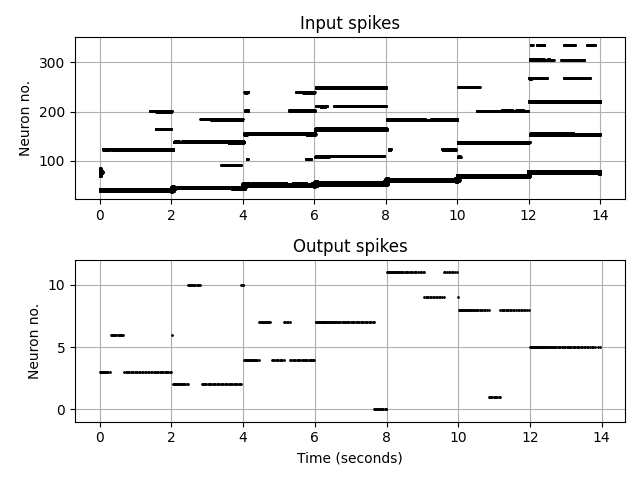 Input spikes
Neuron no.
300
200
100
0 2 4 6 8 10 12 14
Output spikes
Neuron no.
10
5
0
0 2 4 6 8 10 12 14
Time (seconds)